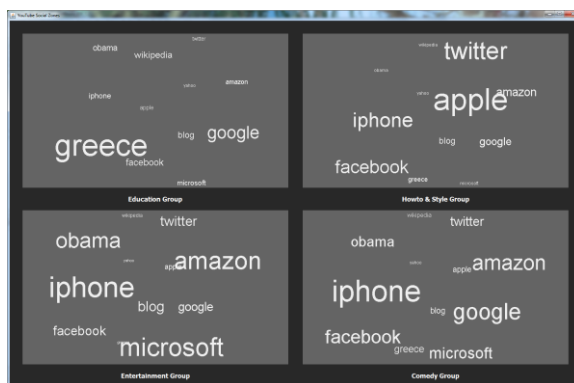 YouTube Social Zones
twitter
obama
wikipedia
yahoo
amazon
iphone
apple
greece
blog
google
facebook
microsoft
Education Group
wikipedia
twitter
obama
yahoo
apple
amazon
iphone
blog
google
facebook
greece
microsoft
Howto & Style Group
wikipedia
twitter
obama
yahoo
apple
amazon
iphone
blog
google
facebook
microsoft
Entertainment Group
wikipedia
twitter
obama
yahoo
apple
amazon
iphone
blog
google
facebook
greece
microsoft
Comedy Group